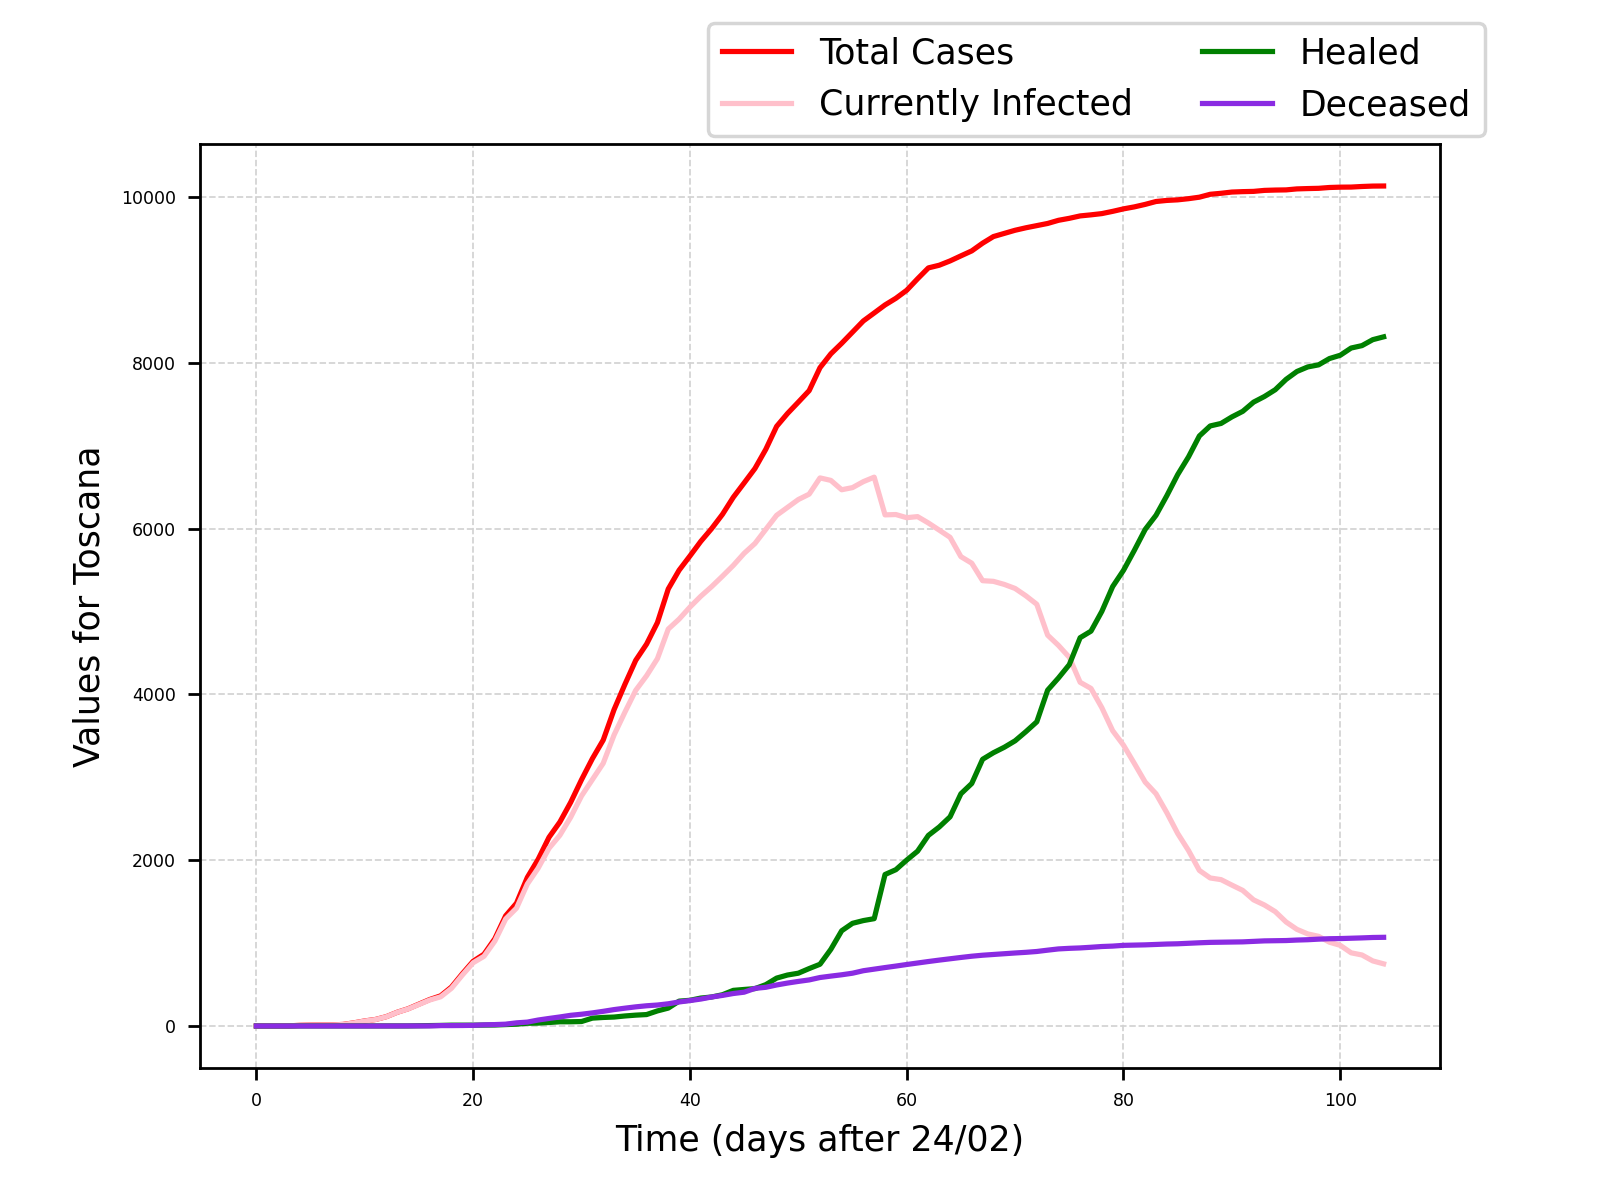 Total Cases
Currently Infected
Healed
Deceased
10000
8000
6000
4000
2000
0
Values for Toscana
0 20 40 60 80 100
Time (days after 24/02)